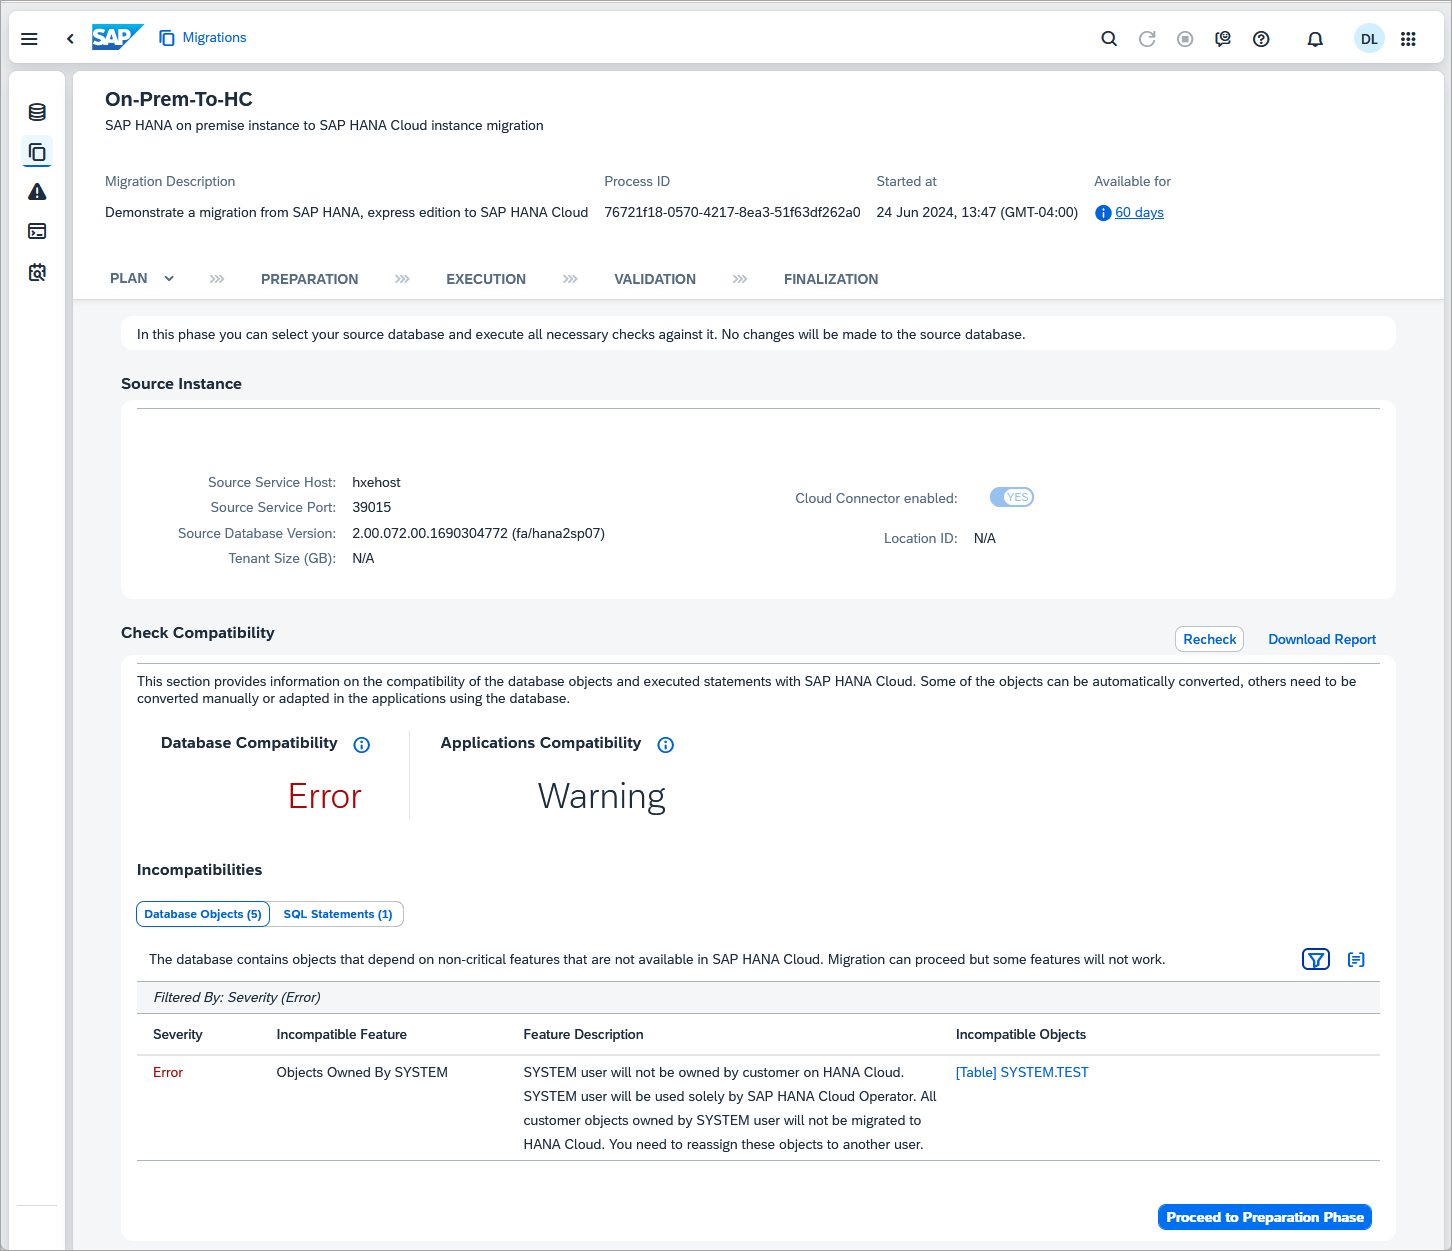 SAP
Migrations
DL
On-Prem-To-HC
SAP HANA on premise instance to SAP HANA Cloud instance migration
Migration Description
Process ID
Started at
Available for
Demonstrate a migration from SAP HANA, express edition to SAP HANA Cloud
76721f18-0570-4217-8ea3-51f63df262a0
24 Jun 2024, 13:47 (GMT-04:00)
60 days
PLAN
PREPARATION
EXECUTION
VALIDATION
FINALIZATION
In this phase you can select your source database and execute all necessary checks against it. No changes will be made to the source database.
Source Instance
Source Service Host: hxehost
Source Service Port: 39015
Source Database Version: 2.00.072.00.1690304772 (fa/hana2sp07)
Tenant Size (GB): N/A
Cloud Connector enabled: YES
Location ID: N/A
Check Compatibility
Recheck
Download Report
This section provides information on the compatibility of the database objects and executed statements with SAP HANA Cloud. Some of the objects can be automatically converted, others need to be
converted manually or adapted in the applications using the database.
Database Compatibility
Error
Applications Compatibility
Warning
Incompatibilities
Database Objects (5)
SQL Statements (1)
The database contains objects that depend on non-critical features that are not available in SAP HANA Cloud. Migration can proceed but some features will not work.
Filtered By: Severity (Error)
Severity
Incompatible Feature
Feature Description
Incompatible Objects
Error
Objects Owned By SYSTEM
SYSTEM user will not be owned by customer on HANA Cloud.
SYSTEM user will be used solely by SAP HANA Cloud Operator. All
customer objects owned by SYSTEM user will not be migrated to
HANA Cloud. You need to reassign these objects to another user.
[Table] SYSTEM.TEST
Proceed to Preparation Phase